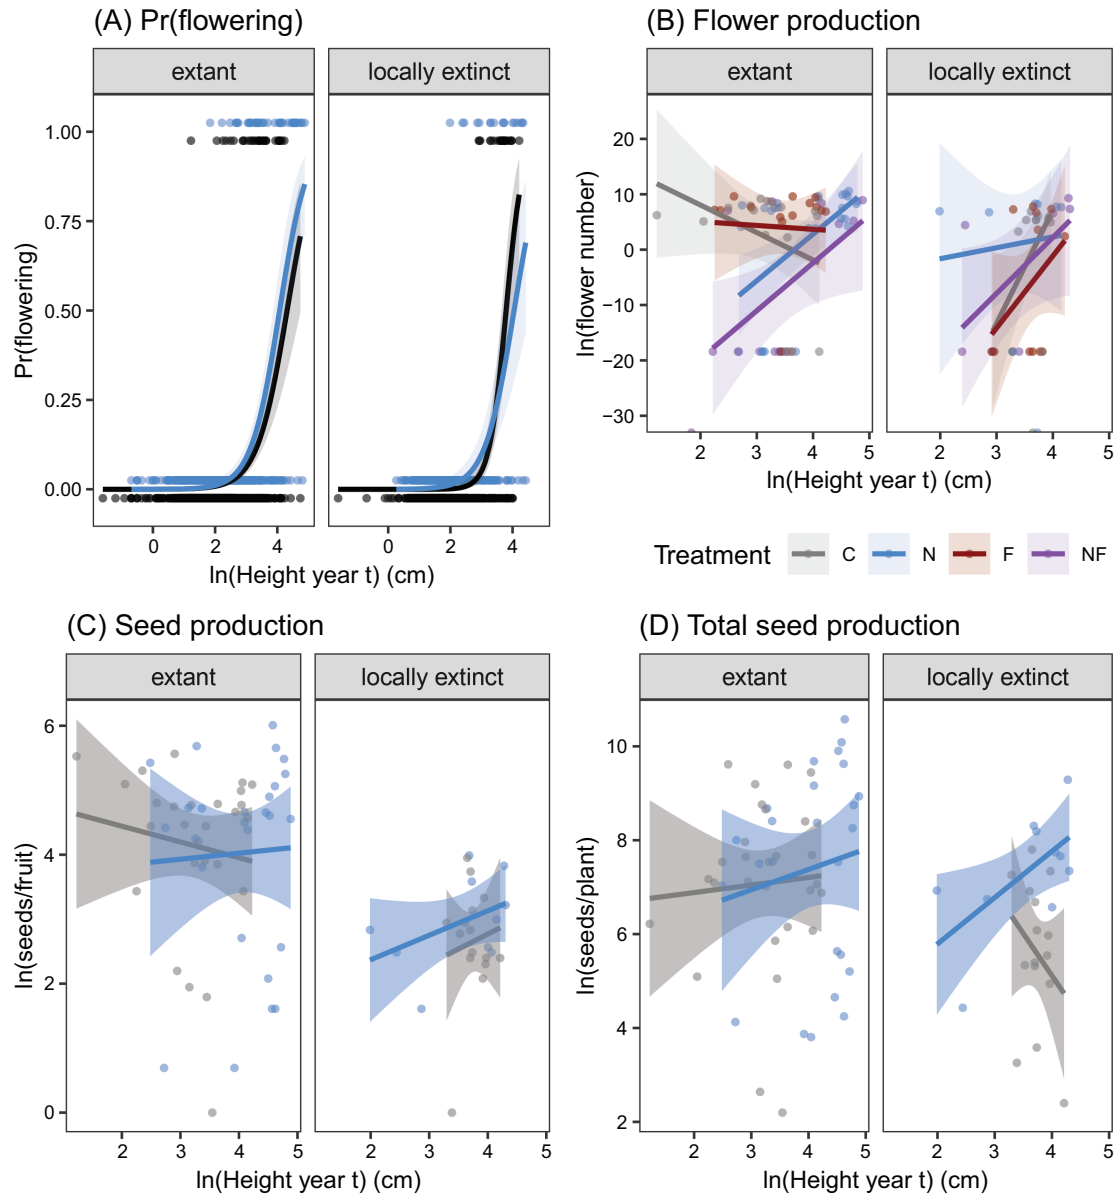 (A) Pr(flowering)
extant
locally extinct
Pr(flowering)
1.00
0.75
0.50
0.25
0.00
0 2 4 0 2 4
ln(Height year t) (cm)
(B) Flower production
extant
locally extinct
ln(flower number)
20
10
0
−10
−20
−30
2 3 4 5 2 3 4 5
ln(Height year t) (cm)
Treatment C N F NF
(C) Seed production
extant
locally extinct
ln(seeds/fruit)
6
4
2
0
2 3 4 5 2 3 4 5
ln(Height year t) (cm)
(D) Total seed production
extant
locally extinct
ln(seeds/plant)
10
8
6
4
2
2 3 4 5 2 3 4 5
ln(Height year t) (cm)